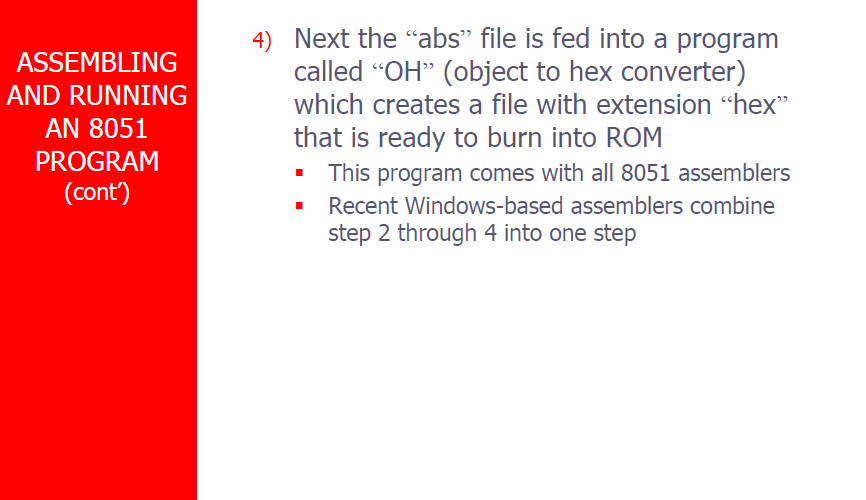 ASSEMBLING
AND RUNNING
AN 8051
PROGRAM
(cont’)
4) Next the “abs” file is fed into a program
called “OH” (object to hex converter)
which creates a file with extension “hex”
that is ready to burn into ROM
▪ This program comes with all 8051 assemblers
▪ Recent Windows-based assemblers combine
step 2 through 4 into one step